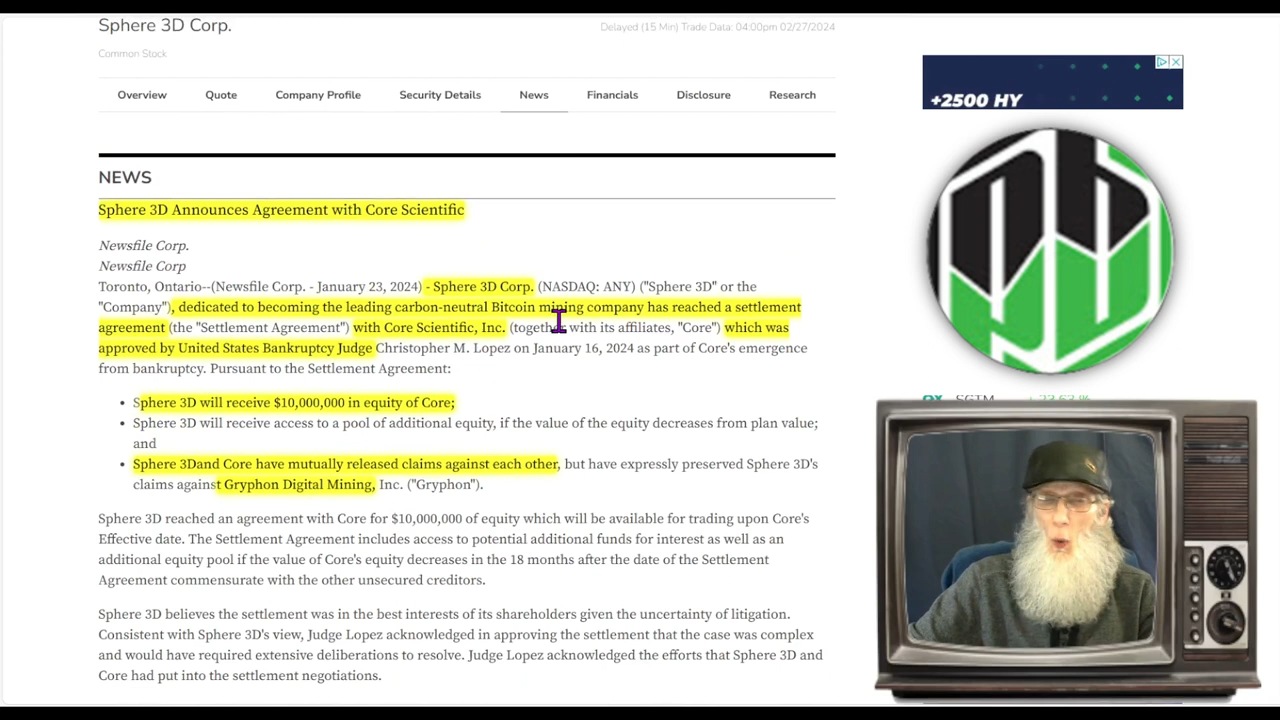 Sphere 3D Corp.
Delayed (15 Min) Trade Data: 04:00pm 02/27/2024
Common Stock
Overview Quote Company Profile Security Details News Financials Disclosure Research
+2500 HY
NEWS
Sphere 3D Announces Agreement with Core Scientific
Newsfile Corp.
Newsfile Corp
Toronto, Ontario--(Newsfile Corp. - January 23, 2024) - Sphere 3D Corp. (NASDAQ: ANY) ("Sphere 3D" or the
"Company"), dedicated to becoming the leading carbon-neutral Bitcoin mining company has reached a settlement
agreement (the "Settlement Agreement") with Core Scientific, Inc. (together with its affiliates, "Core") which was
approved by United States Bankruptcy Judge Christopher M. Lopez on January 16, 2024 as part of Core's emergence
from bankruptcy. Pursuant to the Settlement Agreement:
• Sphere 3D will receive $10,000,000 in equity of Core;
• Sphere 3D will receive access to a pool of additional equity, if the value of the equity decreases from plan value;
and
• Sphere 3Dand Core have mutually released claims against each other, but have expressly preserved Sphere 3D's
claims against Gryphon Digital Mining, Inc. ("Gryphon").
Sphere 3D reached an agreement with Core for $10,000,000 of equity which will be available for trading upon Core's
Effective date. The Settlement Agreement includes access to potential additional funds for interest as well as an
additional equity pool if the value of Core's equity decreases in the 18 months after the date of the Settlement
Agreement commensurate with the other unsecured creditors.
Sphere 3D believes the settlement was in the best interests of its shareholders given the uncertainty of litigation.
Consistent with Sphere 3D's view, Judge Lopez acknowledged in approving the settlement that the case was complex
and would have required extensive deliberations to resolve. Judge Lopez acknowledged the efforts that Sphere 3D and
Core had put into the settlement negotiations.